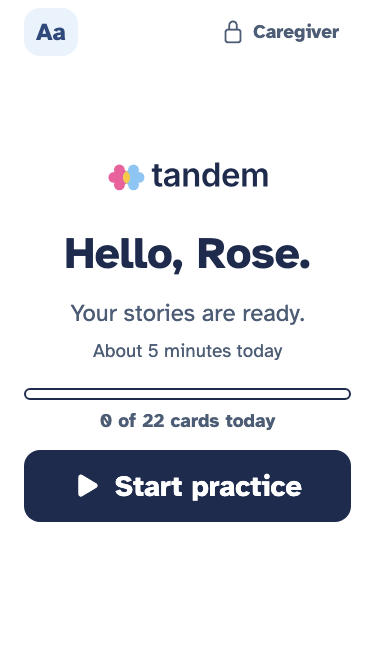 Aa
Caregiver
tandem
Hello, Rose.
Your stories are ready.
About 5 minutes today
0 of 22 cards today
Start practice